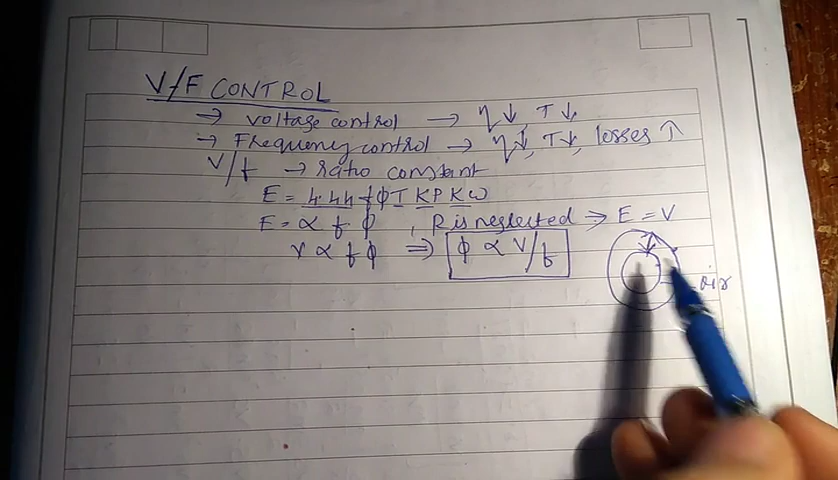 V/F CONTROL
→ voltage control → η↓, T↓
→ Frequency control → η↓, T↓, losses ↑
V/f → ratio constant
E = 4.44 f φ T KP KW
E = α f φ , R is neglected ⇒ E = V
V α f φ ⇒ φ α V/f
air